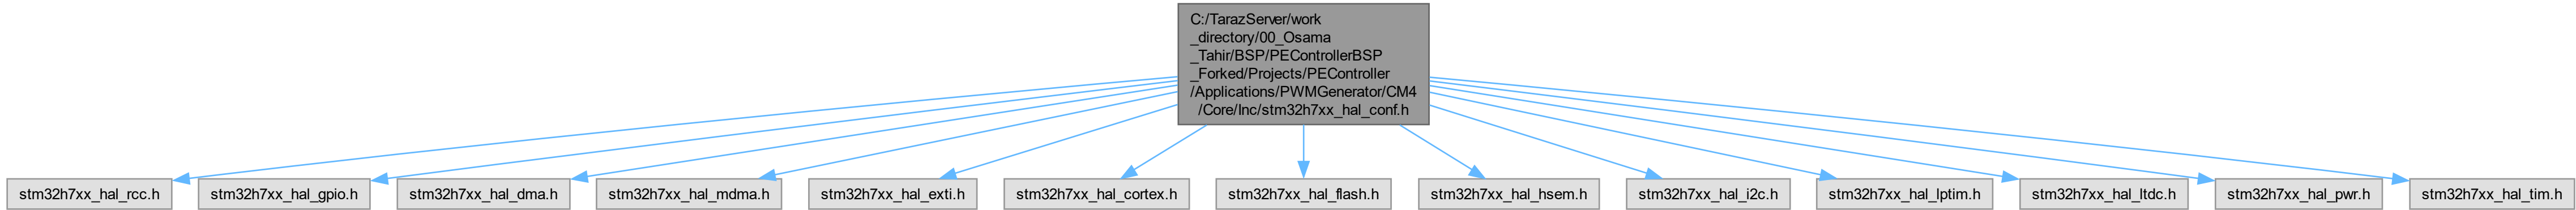 C:/TarazServer/work
_directory/00_Osama
_Tahir/BSP/PEControllerBSP
_Forked/Projects/PEController
/Applications/PWMGenerator/CM4
/Core/Inc/stm32h7xx_hal_conf.h
stm32h7xx_hal_rcc.h
stm32h7xx_hal_gpio.h
stm32h7xx_hal_dma.h
stm32h7xx_hal_mdma.h
stm32h7xx_hal_exti.h
stm32h7xx_hal_cortex.h
stm32h7xx_hal_flash.h
stm32h7xx_hal_hsem.h
stm32h7xx_hal_i2c.h
stm32h7xx_hal_lptim.h
stm32h7xx_hal_ltdc.h
stm32h7xx_hal_pwr.h
stm32h7xx_hal_tim.h